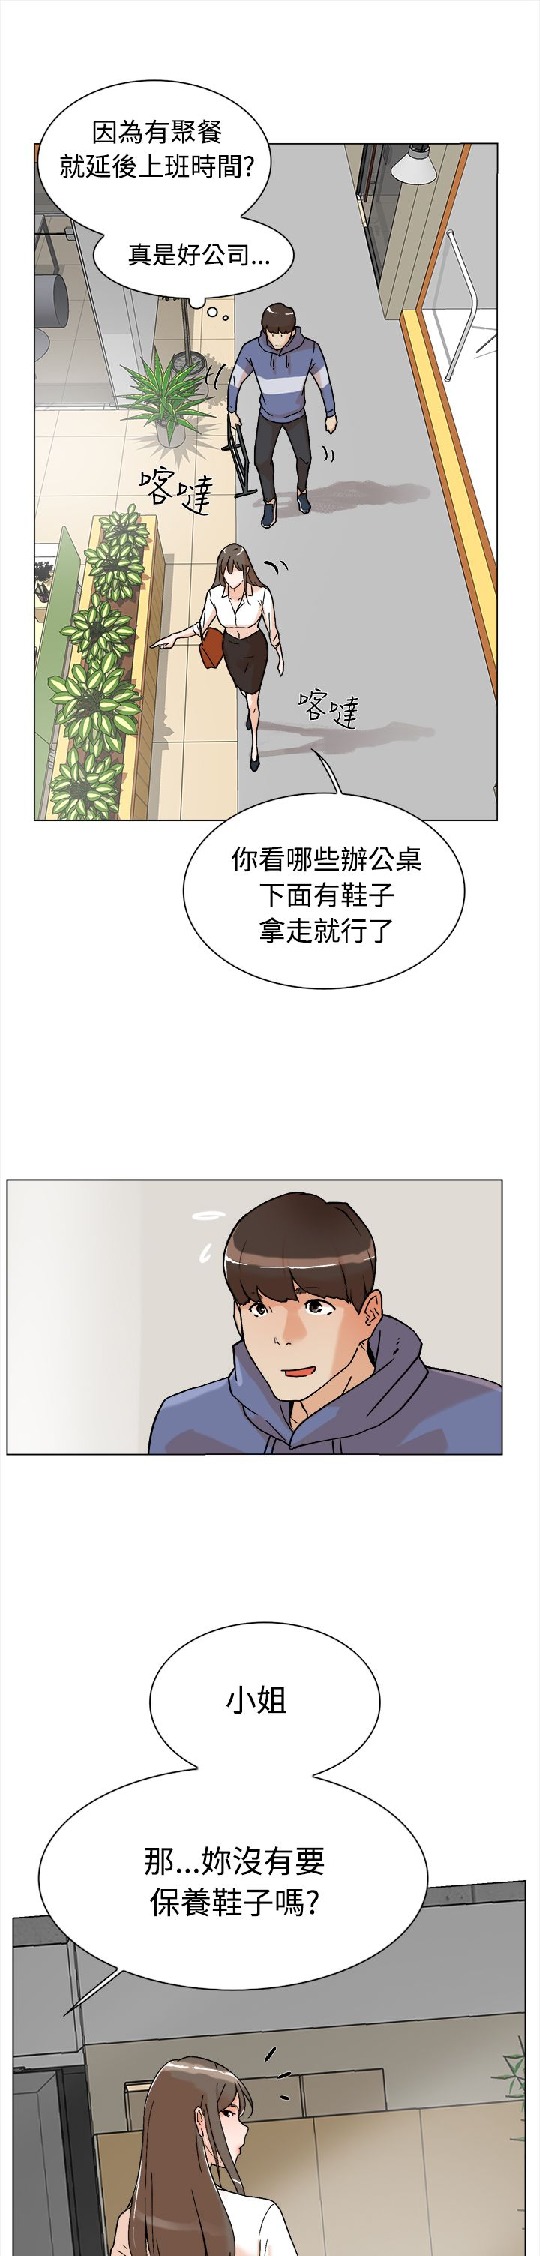 因為有聚餐
就延後上班時間?
真是好公司...
喀噠
喀噠
你看哪些辦公桌
下面有鞋子
拿走就行了
小姐
那...妳沒有要
保養鞋子嗎?